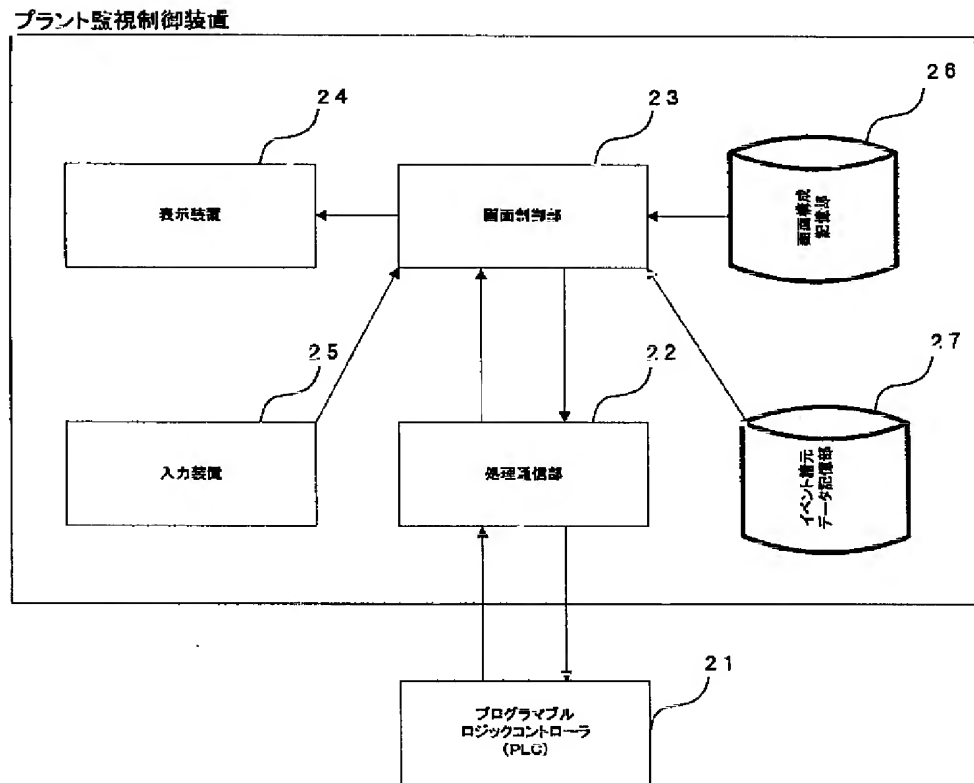 プラント監視制御装置
24
23
26
表示装置
画面制御部
画面構成
記憶部
25
22
27
入力装置
処理通信部
イベント諸元
データ記憶部
21
プログラマブル
ロジックコントローラ
(PLC)